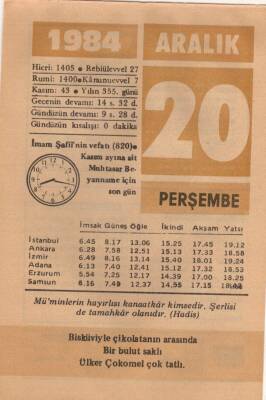 1984
ARALIK
Hicri: 1405 • Rebiülevvel 27
Rumi: 1400•Kânunuevvel 7
Kasım: 43 • Yılın 355. günü
Gecenin devamı: 14 s. 32 d.
Gündüzün devamı: 9 s. 28 d.
Gündüzün kısalışı: 0 dakika
20
PERŞEMBE
İmam Şafiî'nin vefatı (820)•
Kasım ayına ait
Muhtasar Be-
yanname için
son gün
İmsak Güneş Öğle İkindi Akşam Yatsı
İstanbul 6.45 8.17 13.06 15.25 17.45 19.12
Ankara 6.28 7.58 12.51 15.13 17.33 18.58
İzmir 6.49 8.16 13.14 15.40 18.01 19.24
Adana 6.13 7.40 12.41 15.12 17.32 18.53
Erzurum 5.54 7.25 12.17 14.39 17.00 18.25
Samsun 6.16 7.49 12.37 14.55 17.15 18.42
Mü'minlerin hayırlısı kanaatkâr kimsedir. Şerlisi
de tamahkâr olanıdır. (Hadis)
Bisküiviyle çikolatanın arasında
Bir bulut saklı
Ülker Çokomel çok tatlı.